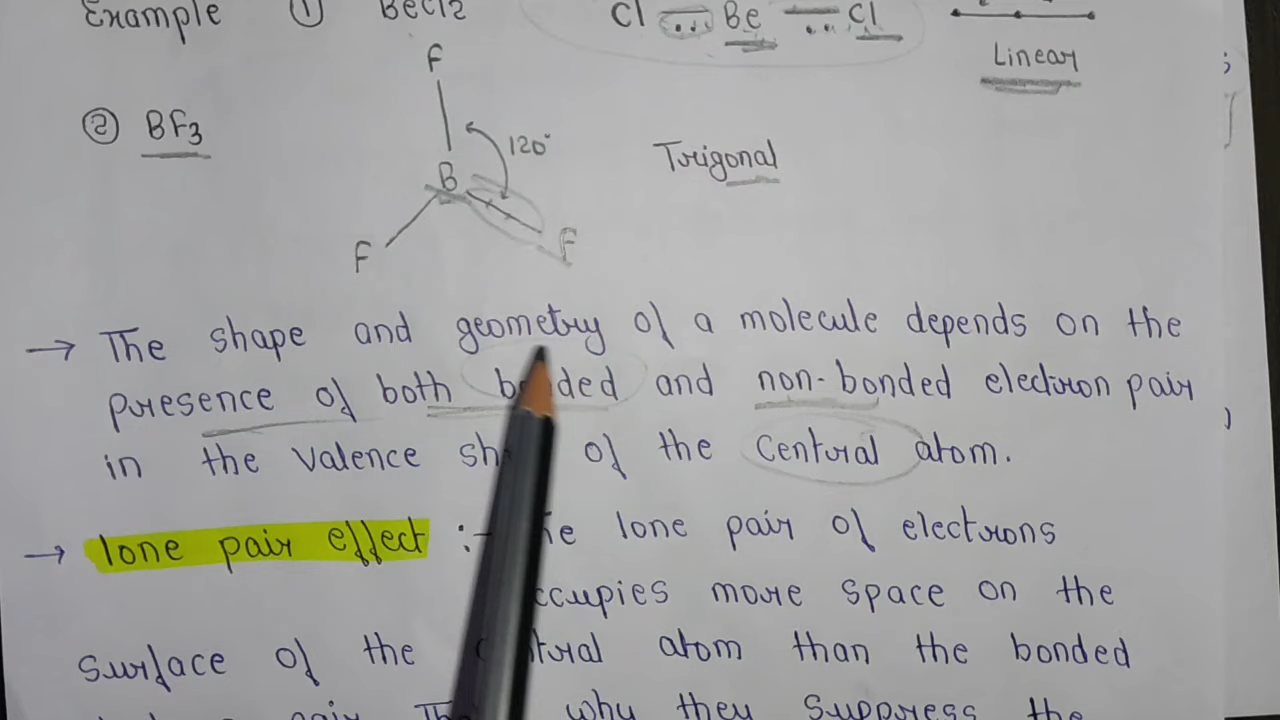 Example ① BeCl2 Cl Be Cl
Linear
F
② BF3 120° Trigonal
B
F F
→ The shape and geometry of a molecule depends on the
presence of both bonded and non-bonded electron pair
in the valence of the Central atom.
→ lone pair effect :- lone pair of electrons
more space on the
surface of the atom than the bonded
why they suppress the